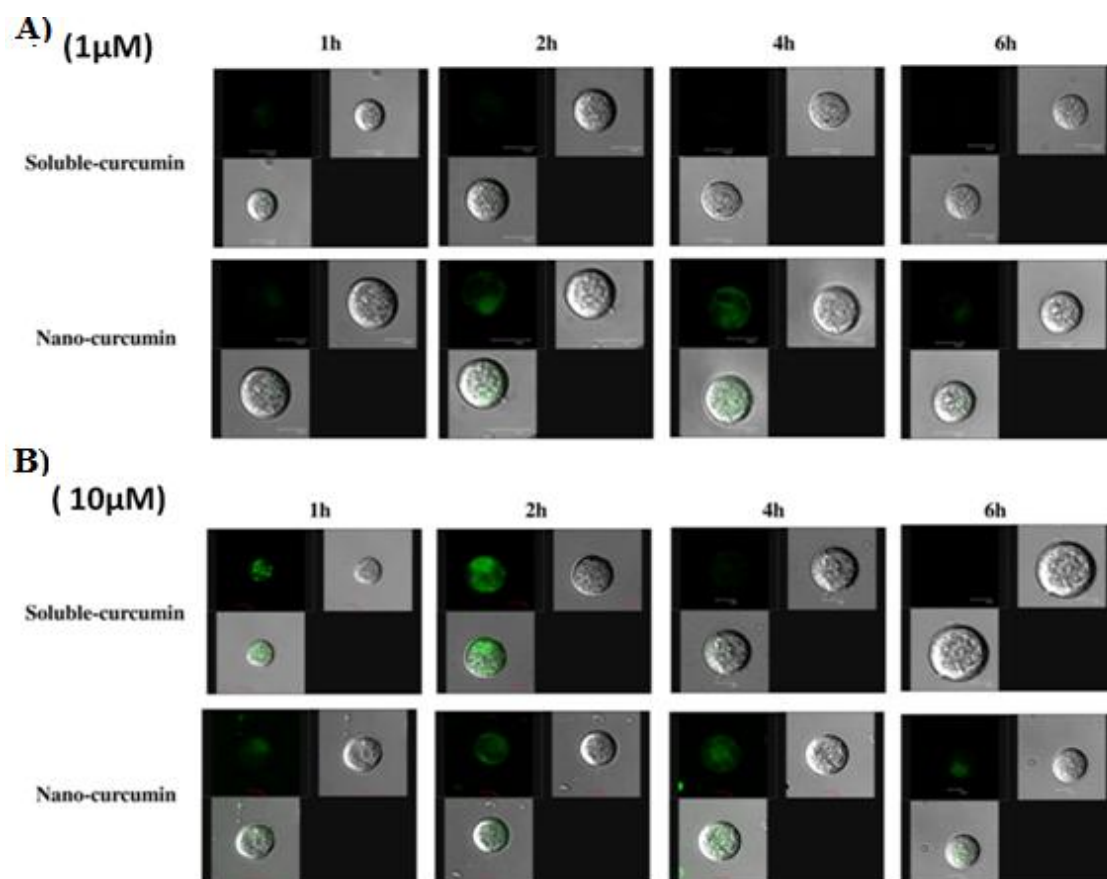 A)
(1μM)
1h 2h 4h 6h
Soluble-curcumin
Nano-curcumin
B)
( 10μM)
1h 2h 4h 6h
Soluble-curcumin
Nano-curcumin